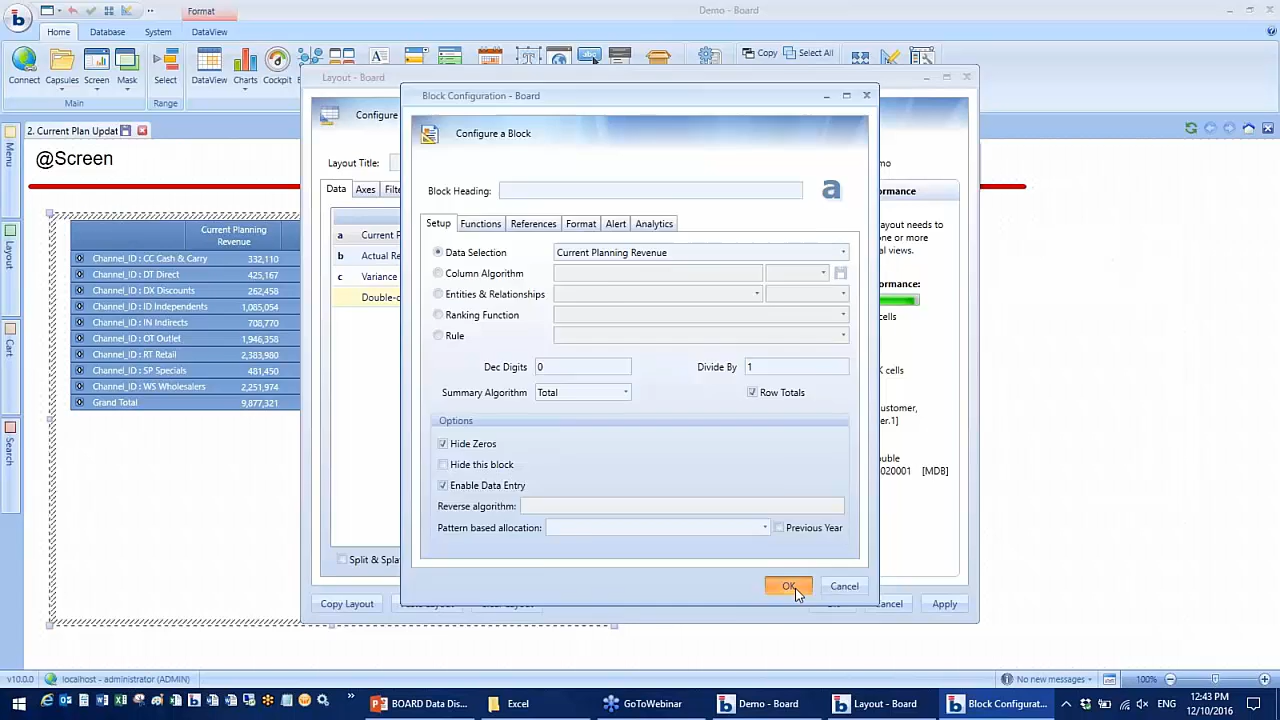 Format
Demo - Board
Home Database System DataView
Connect Capsules Screen Mask Select DataView Charts Cockpit
Copy Select All
Main Range
Layout - Board
Block Configuration - Board
2. Current Plan Updat
Configure
Configure a Block
@Screen
Layout Title:
Block Heading:
a
Data Axes
Setup Functions References Format Alert Analytics
Menu
Layout
Cart
Search
a Current P
b Actual Re
c Variance
Double-c
Data Selection Current Planning Revenue
Column Algorithm
Entities & Relationships
Ranking Function
Rule
Dec Digits 0 Divide By 1
Summary Algorithm Total Row Totals
Options
Hide Zeros
Hide this block
Enable Data Entry
Reverse algorithm:
Pattern based allocation: Previous Year
OK Cancel
Current Planning
Revenue
Channel_ID : CC Cash & Carry 332,110
Channel_ID : DT Direct 425,167
Channel_ID : DX Discounts 262,458
Channel_ID : ID Independents 1,085,054
Channel_ID : IN Indirects 708,770
Channel_ID : OT Outlet 1,946,358
Channel_ID : RT Retail 2,383,980
Channel_ID : SP Specials 481,450
Channel_ID : WS Wholesalers 2,251,974
Grand Total 9,877,321
mo
ormance
layout needs to
one or more
al views.
formance:
cells
K cells
ustomer,
er.1]
ouble
020001 [MDB]
Split & Spla
Copy Layout Apply
v10.0.0 localhost - administrator (ADMIN) No new messages 100%
BOARD Data Dis... Excel GoToWebinar Demo - Board Layout - Board Block Configurat...
ENG 12:43 PM
12/10/2016